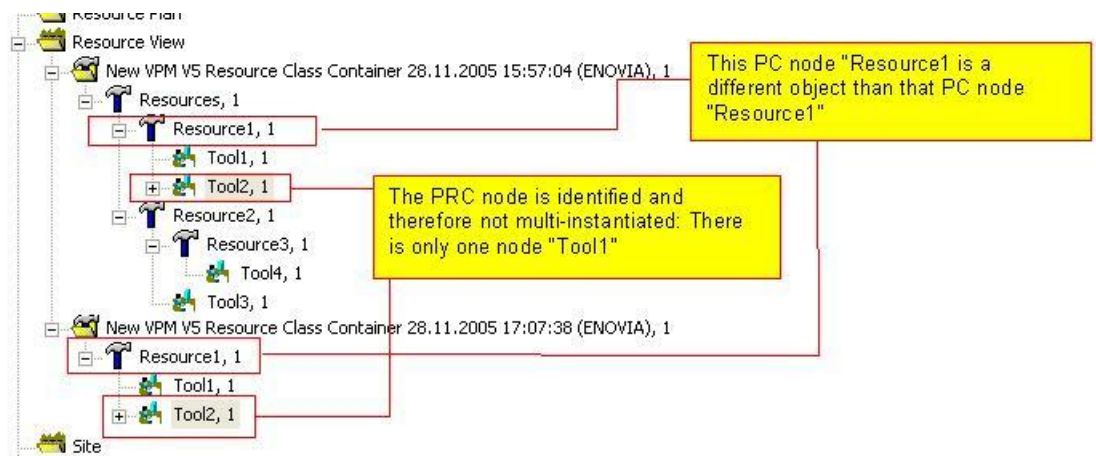 Resource Plan
Resource View
New VPM V5 Resource Class Container 28.11.2005 15:57:04 (ENOVIA), 1
Resources, 1
Resource1, 1
Tool1, 1
Tool2, 1
Resource2, 1
Resource3, 1
Tool4, 1
Tool3, 1
New VPM V5 Resource Class Container 28.11.2005 17:07:38 (ENOVIA), 1
Resource1, 1
Tool1, 1
Tool2, 1
Site
This PC node "Resource1 is a
different object than that PC node
"Resource1"
The PRC node is identified and
therefore not multi-instantiated: There
is only one node "Tool1"